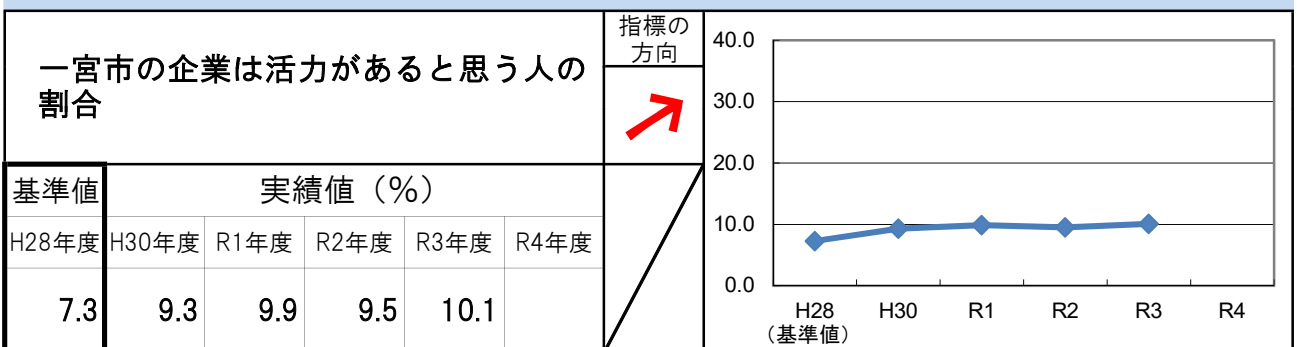 一宮市の企業は活力があると思う人の
割合
指標の
方向
基準値 実績値（%）
H28年度 H30年度 R1年度 R2年度 R3年度 R4年度
7.3 9.3 9.9 9.5 10.1
40.0
30.0
20.0
10.0
0.0
H28 H30 R1 R2 R3 R4
（基準値）